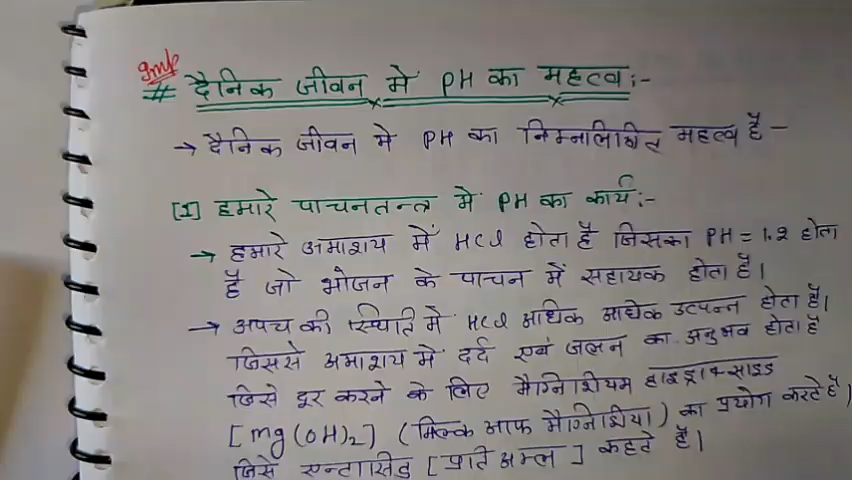 Imp
# दैनिक जीवन में PH का महत्व :-
→ दैनिक जीवन में PH का निम्नलिखित महत्व है -
[1] हमारे पाचनतन्त्र में PH का कार्य :-
→ हमारे अमाशय में HCl होता है जिसका PH = 1.2 होता
है जो भोजन के पाचन में सहायक होता है।
→ अपच की स्थिति में HCl अधिक अधिक उत्पन्न होता है।
जिससे अमाशय में दर्द एवं जलन का अनुभव होता है
जिसे दूर करने के लिए मैग्निशियम हाइड्राक्साइड
[mg(OH)₂] (मिल्क आफ मैग्निशिया) का प्रयोग करते है।
जिसे एन्टासिड [प्रति अम्ल] कहते है।